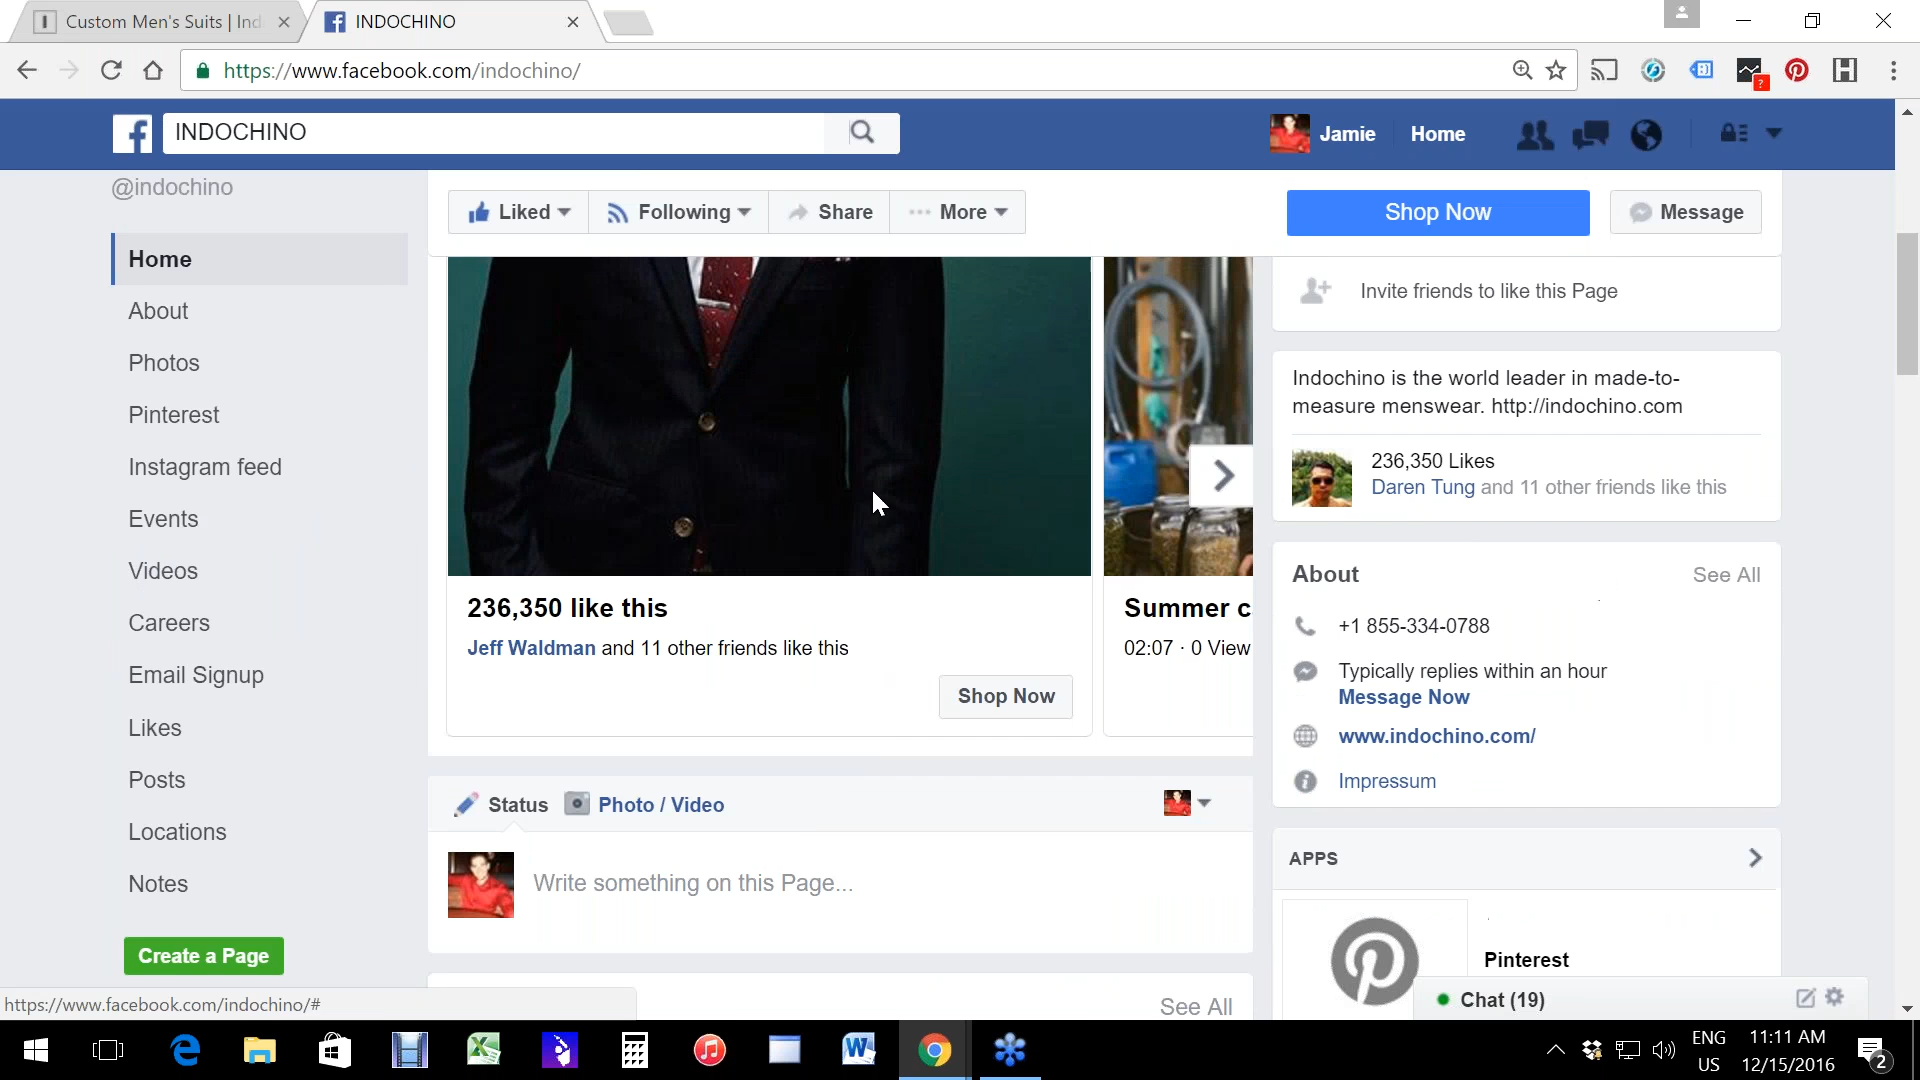 Custom Men's Suits | Ind
INDOCHINO
https://www.facebook.com/indochino/
INDOCHINO
Jamie
Home
@indochino
Liked
Following
Share
More
Shop Now
Message
Home
About
Photos
Pinterest
Instagram feed
Events
Videos
Careers
Email Signup
Likes
Posts
Locations
Notes
Create a Page
236,350 like this
Jeff Waldman and 11 other friends like this
Shop Now
Summer c
02:07 · 0 View
Status
Photo / Video
Write something on this Page...
See All
Invite friends to like this Page
Indochino is the world leader in made-to-
measure menswear. http://indochino.com
236,350 Likes
Daren Tung and 11 other friends like this
About
See All
+1 855-334-0788
Typically replies within an hour
Message Now
www.indochino.com/
Impressum
APPS
Pinterest
Chat (19)
https://www.facebook.com/indochino/#
ENG
US
11:11 AM
12/15/2016
2